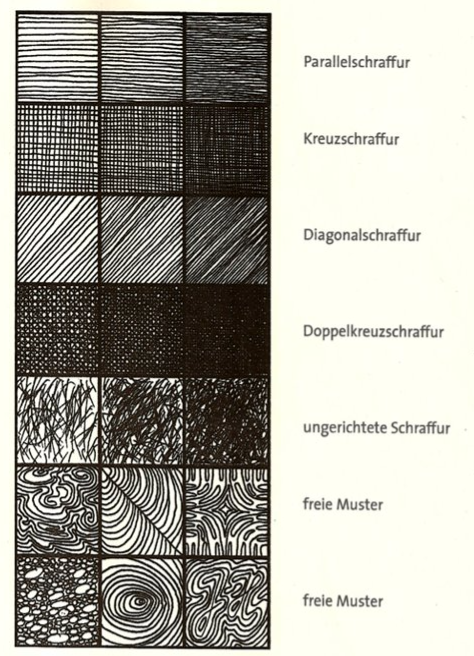 Parallelschraffur
Kreuzschraffur
Diagonalschraffur
Doppelkreuzschraffur
ungerichtete Schraffur
freie Muster
freie Muster